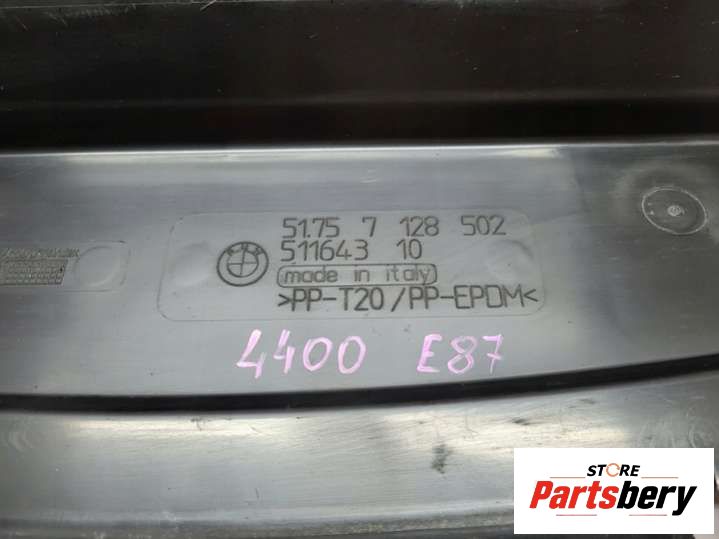 51.75 7 128 502
511643 10
made in italy
>PP-T20/PP-EPDM<
4400 E87
STORE
Partsbery